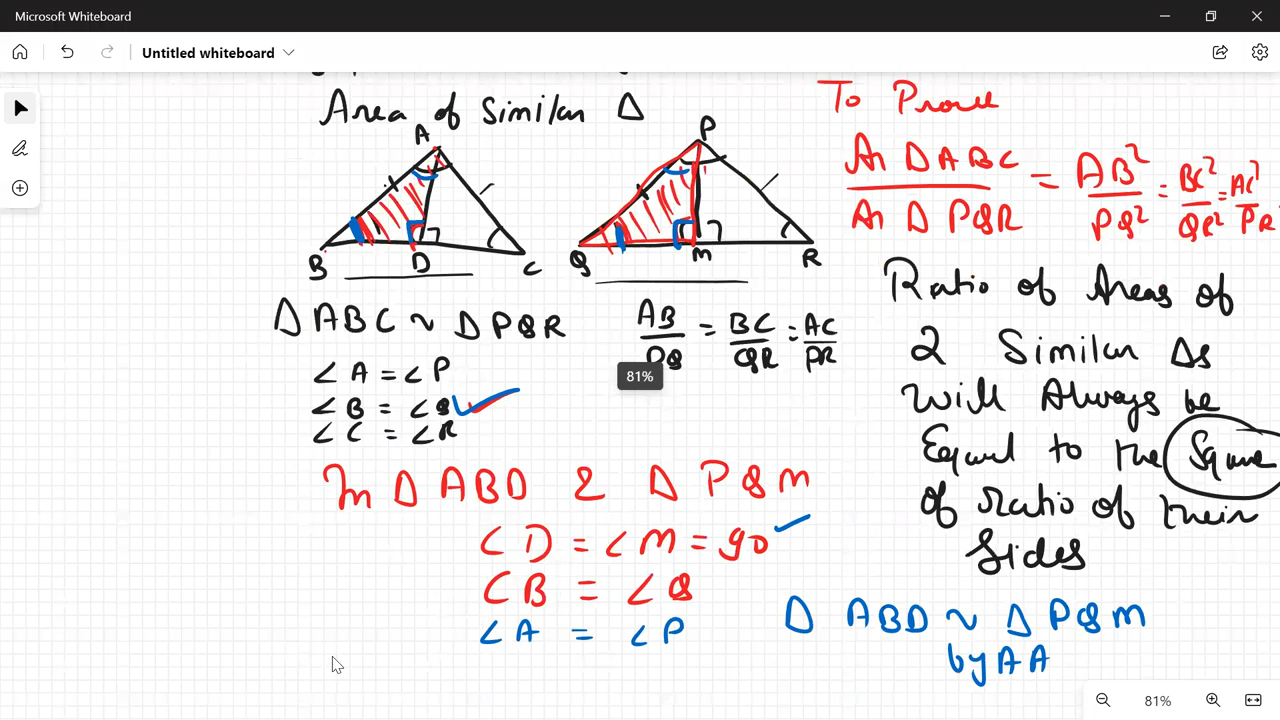 Microsoft Whiteboard
Untitled whiteboard
Area of Similar Δ
A
B
D
C
P
Q
M
R
Δ ABC ~ Δ PQR
∠A = ∠P
∠B = ∠Q
∠C = ∠R
AB/PQ = BC/QR = AC/PR
81%
In Δ ABD & Δ PQM
∠D = ∠M = 90
∠B = ∠Q
∠A = ∠P
To Prove
Ar Δ ABC / Ar Δ PQR = AB²/PQ² = BC²/QR² = AC²/PR
Ratio of Areas of
2 Similar Δs
Will Always be
Equal to the Square
of ratio of their
Sides
Δ ABD ~ Δ PQM
by AA
81%